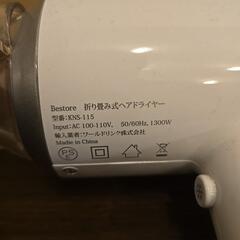 Bestore 折り畳み式ヘアドライヤー
型番：KNS-115
Input：AC 100-110V, 50/60Hz, 1300W
輸入業者：ワールドリンク株式会社
Made in China
PS
E